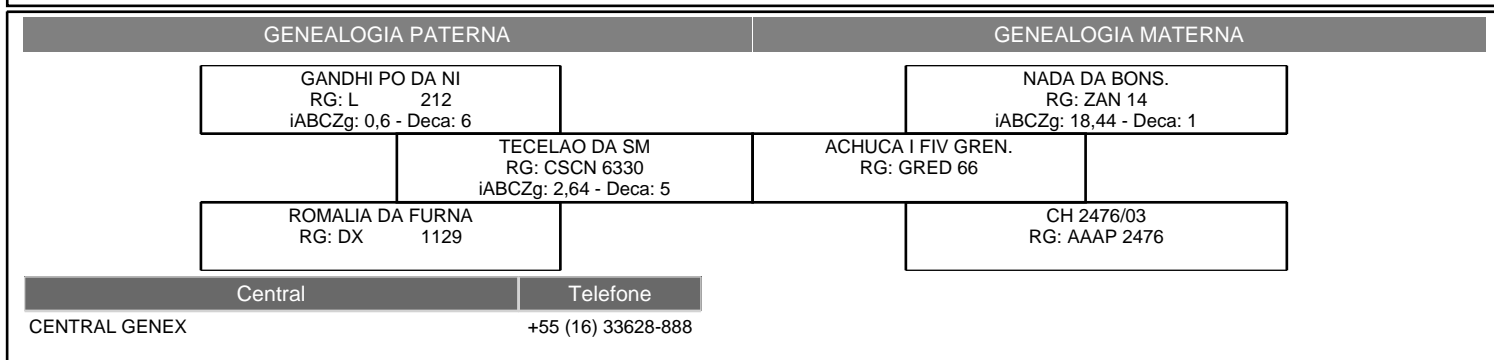 GENEALOGIA PATERNA GENEALOGIA MATERNA
GANDHI PO DA NI
RG: L 212
iABCZg: 0,6 - Deca: 6
NADA DA BONS.
RG: ZAN 14
iABCZg: 18,44 - Deca: 1
TECELAO DA SM
RG: CSCN 6330
iABCZg: 2,64 - Deca: 5
ACHUCA I FIV GREN.
RG: GRED 66
ROMALIA DA FURNA
RG: DX 1129
CH 2476/03
RG: AAAP 2476
Central Telefone
CENTRAL GENEX +55 (16) 33628-888